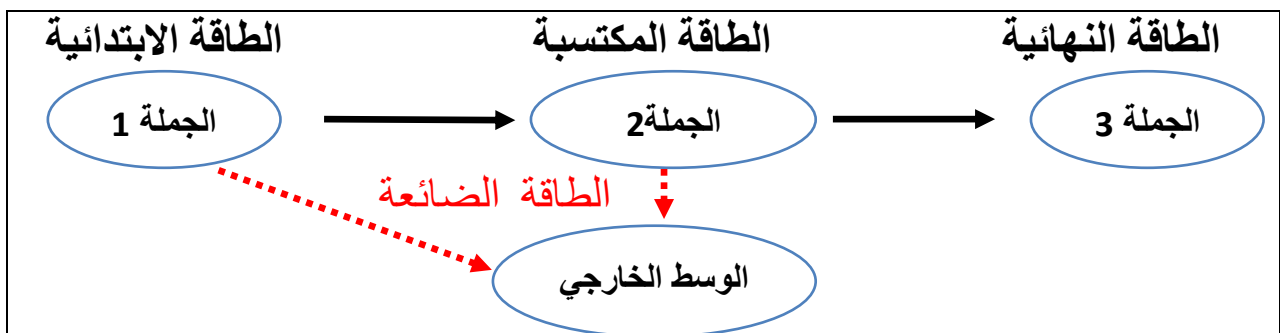 الطاقة الابتدائية
الطاقة المكتسبة
الطاقة النهائية
الجملة 1
الجملة2
الجملة 3
الطاقة الضائعة
الوسط الخارجي